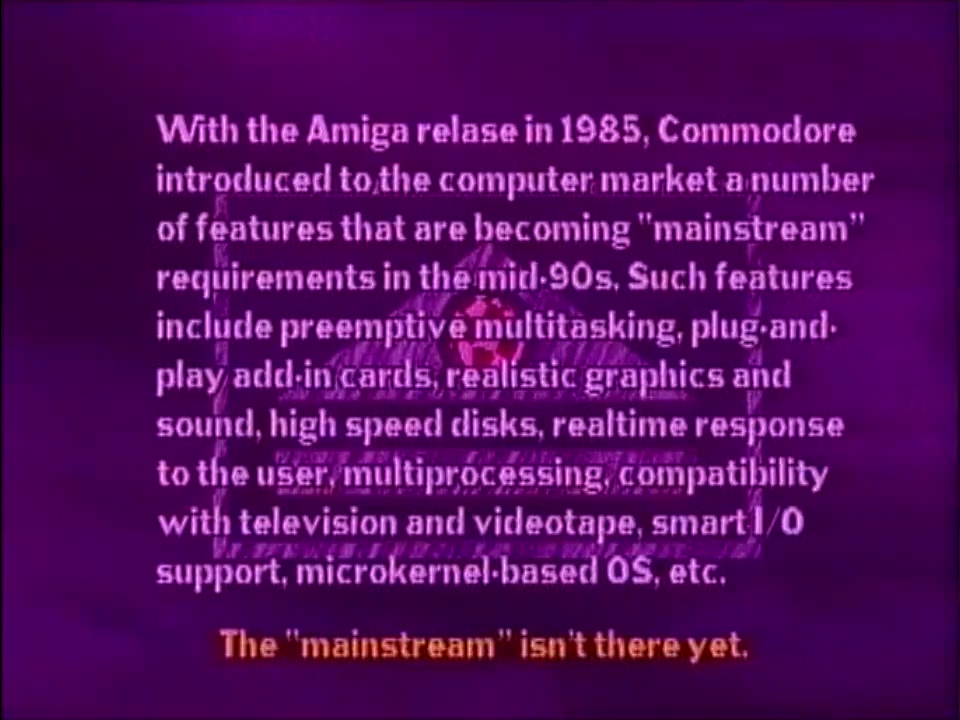 With the Amiga relase in 1985, Commodore
introduced to the computer market a number
of features that are becoming "mainstream"
requirements in the mid-90s. Such features
include preemptive multitasking, plug-and-
play add-in cards, realistic graphics and
sound, high speed disks, realtime response
to the user, multiprocessing, compatibility
with television and videotape, smart I/O
support, microkernel-based OS, etc.
The "mainstream" isn't there yet.